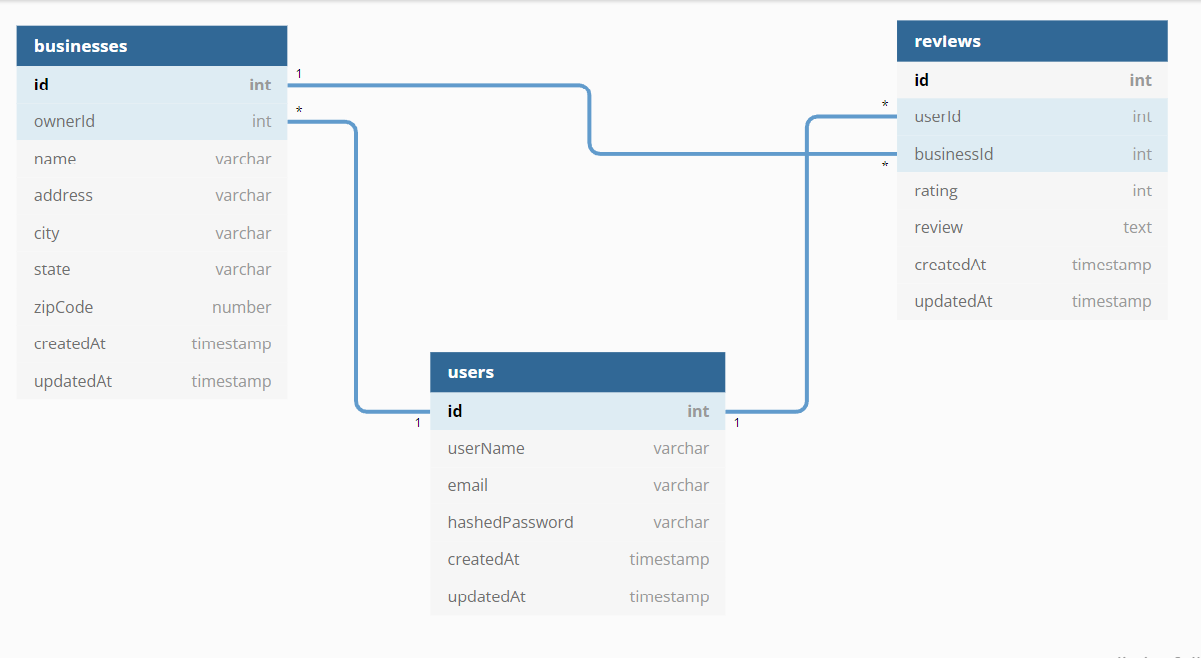 businesses
id int
ownerId int
name varchar
address varchar
city varchar
state varchar
zipCode number
createdAt timestamp
updatedAt timestamp
1
*
reviews
id int
userId int
businessId int
rating int
review text
createdAt timestamp
updatedAt timestamp
*
*
users
id int
userName varchar
email varchar
hashedPassword varchar
createdAt timestamp
updatedAt timestamp
1
1